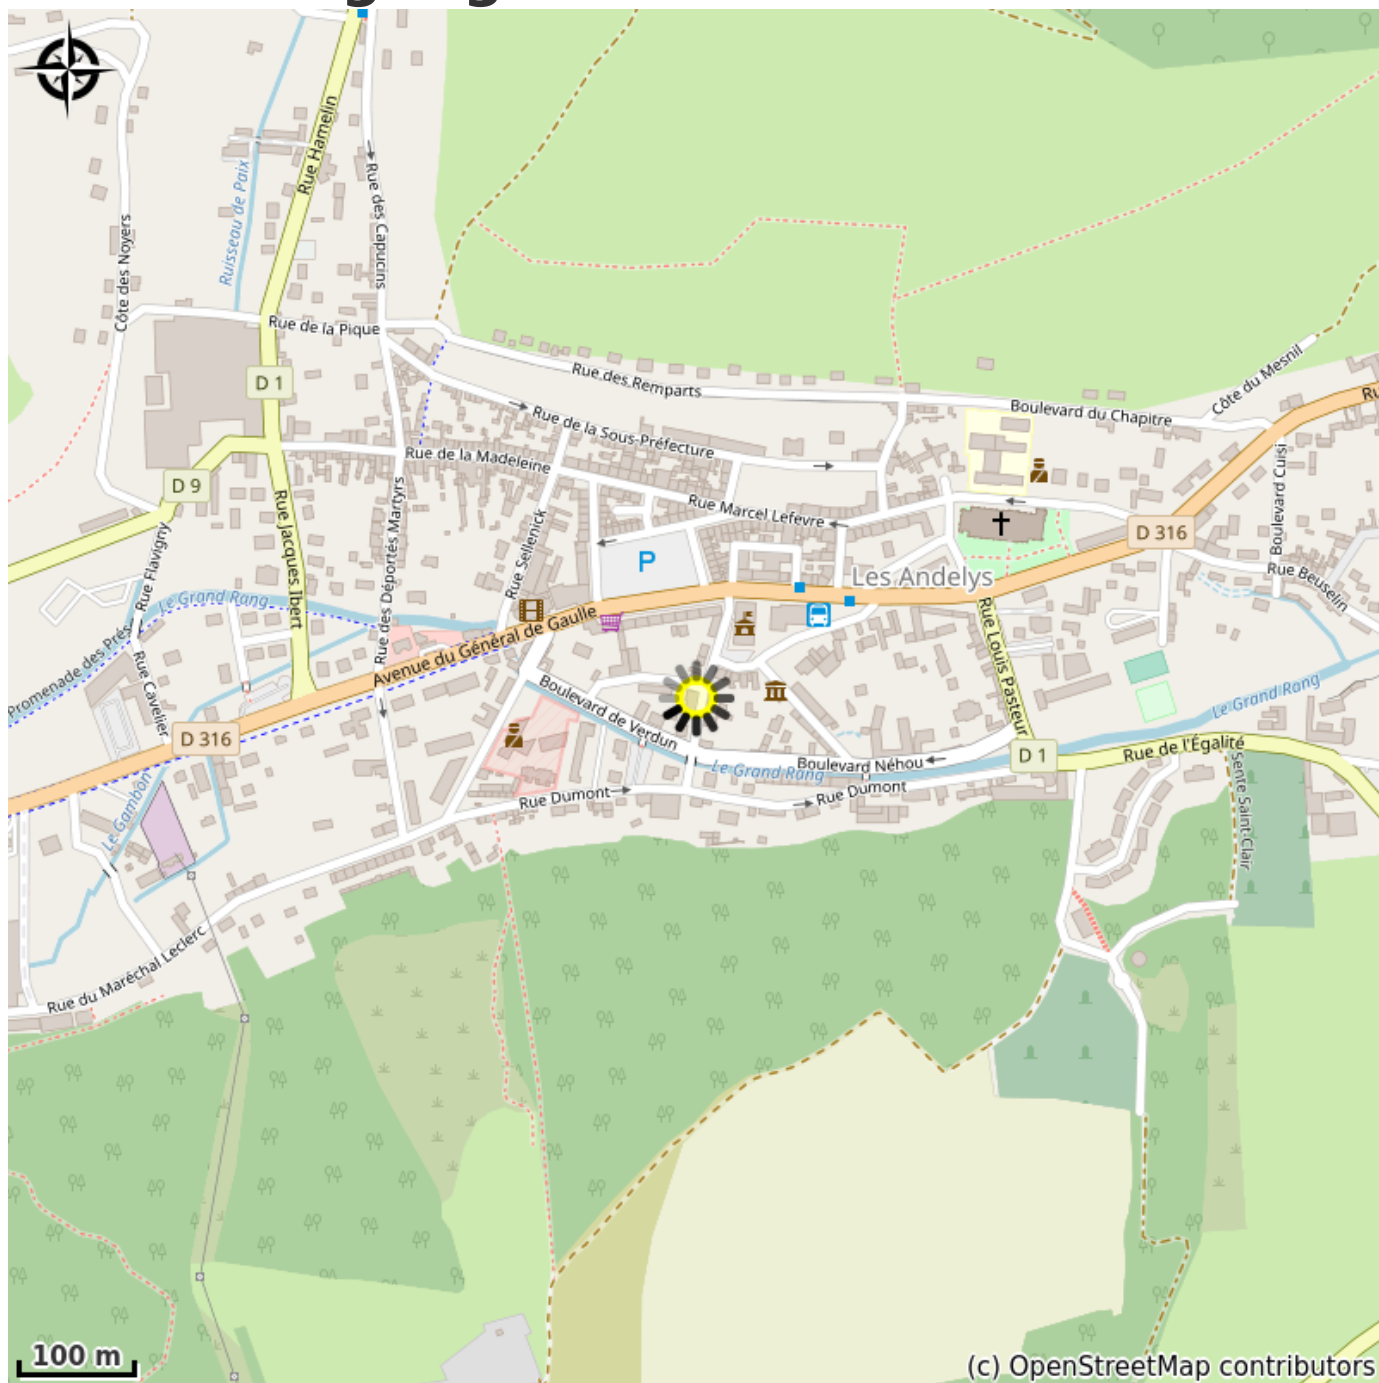 Rue Hamelin
Ruisseau de Paix
Rue des Capucins
Côte des Noyers
Rue de la Pique
Rue des Remparts
Côte du Mesnil
Boulevard du Chapitre
D 1
Rue de la Sous-Préfecture
Rue de la Madeleine
D 9
Rue Marcel Lefevre
Boulevard Cuisi
D 316
Rue Jacques Ibert
Rue des Déportés Martyrs
Rue Sellenick
P
Rue Flavigny
Les Andelys
Rue Beuselin
Le Grand Rang
Avenue du Général de Gaulle
Promenade des Prés
Rue Cavelier
Rue Louis Pasteur
D 316
Boulevard de Verdun
Le Grand Rang
Le Grand Rang
Boulevard Néhou
D 1
Rue de l'Égalité
Sente Saint-Clair
Rue Dumont
Rue Dumont
Le Gambon
Rue du Maréchal Leclerc
100 m
(c) OpenStreetMap contributors